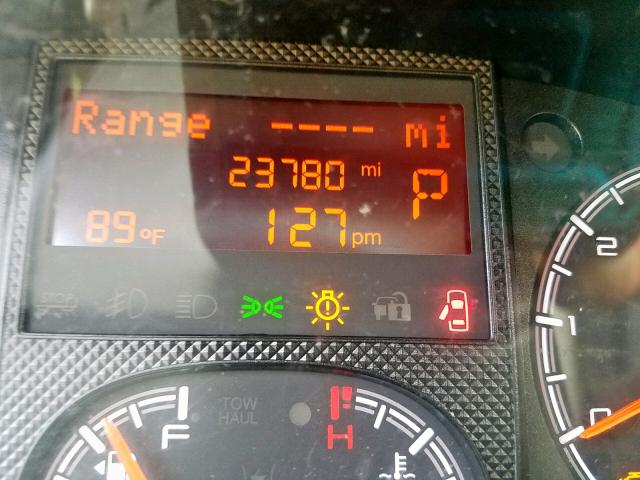 Range ---- mi
23780 mi
P
89°F 127 pm
2
1
0
TOW
HAUL
F
H